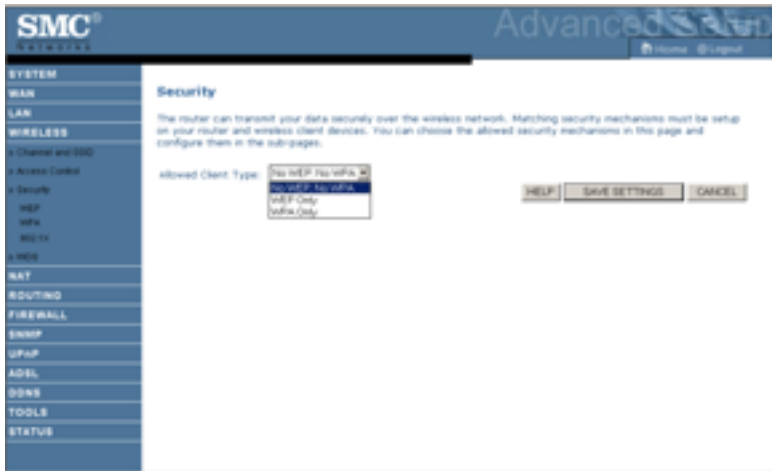 SMC®
Networks
Advanced Setup
Home Logout
SYSTEM
WAN
LAN
WIRELESS
» Channel and SSID
» Access Control
» Security
WEP
WPA
802.1X
» WDS
NAT
ROUTING
FIREWALL
SNMP
UPnP
ADSL
DDNS
TOOLS
STATUS
Security
The router can transmit your data securely over the wireless network. Matching security mechanisms must be setup
on your router and wireless client devices. You can choose the allowed security mechanisms in this page and
configure them in the sub-pages.
Allowed Client Type: No WEP, No WPA
No WEP, No WPA
WEP Only
WPA Only
HELP SAVE SETTINGS CANCEL